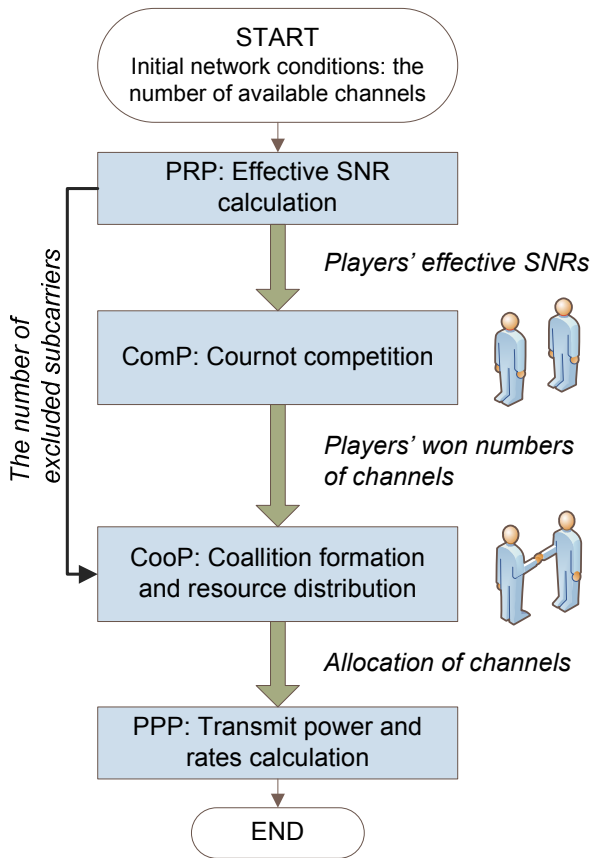 START
Initial network conditions: the
number of available channels
PRP: Effective SNR
calculation
Players’ effective SNRs
The number of
excluded subcarriers
ComP: Cournot competition
Players’ won numbers
of channels
CooP: Coallition formation
and resource distribution
Allocation of channels
PPP: Transmit power and
rates calculation
END